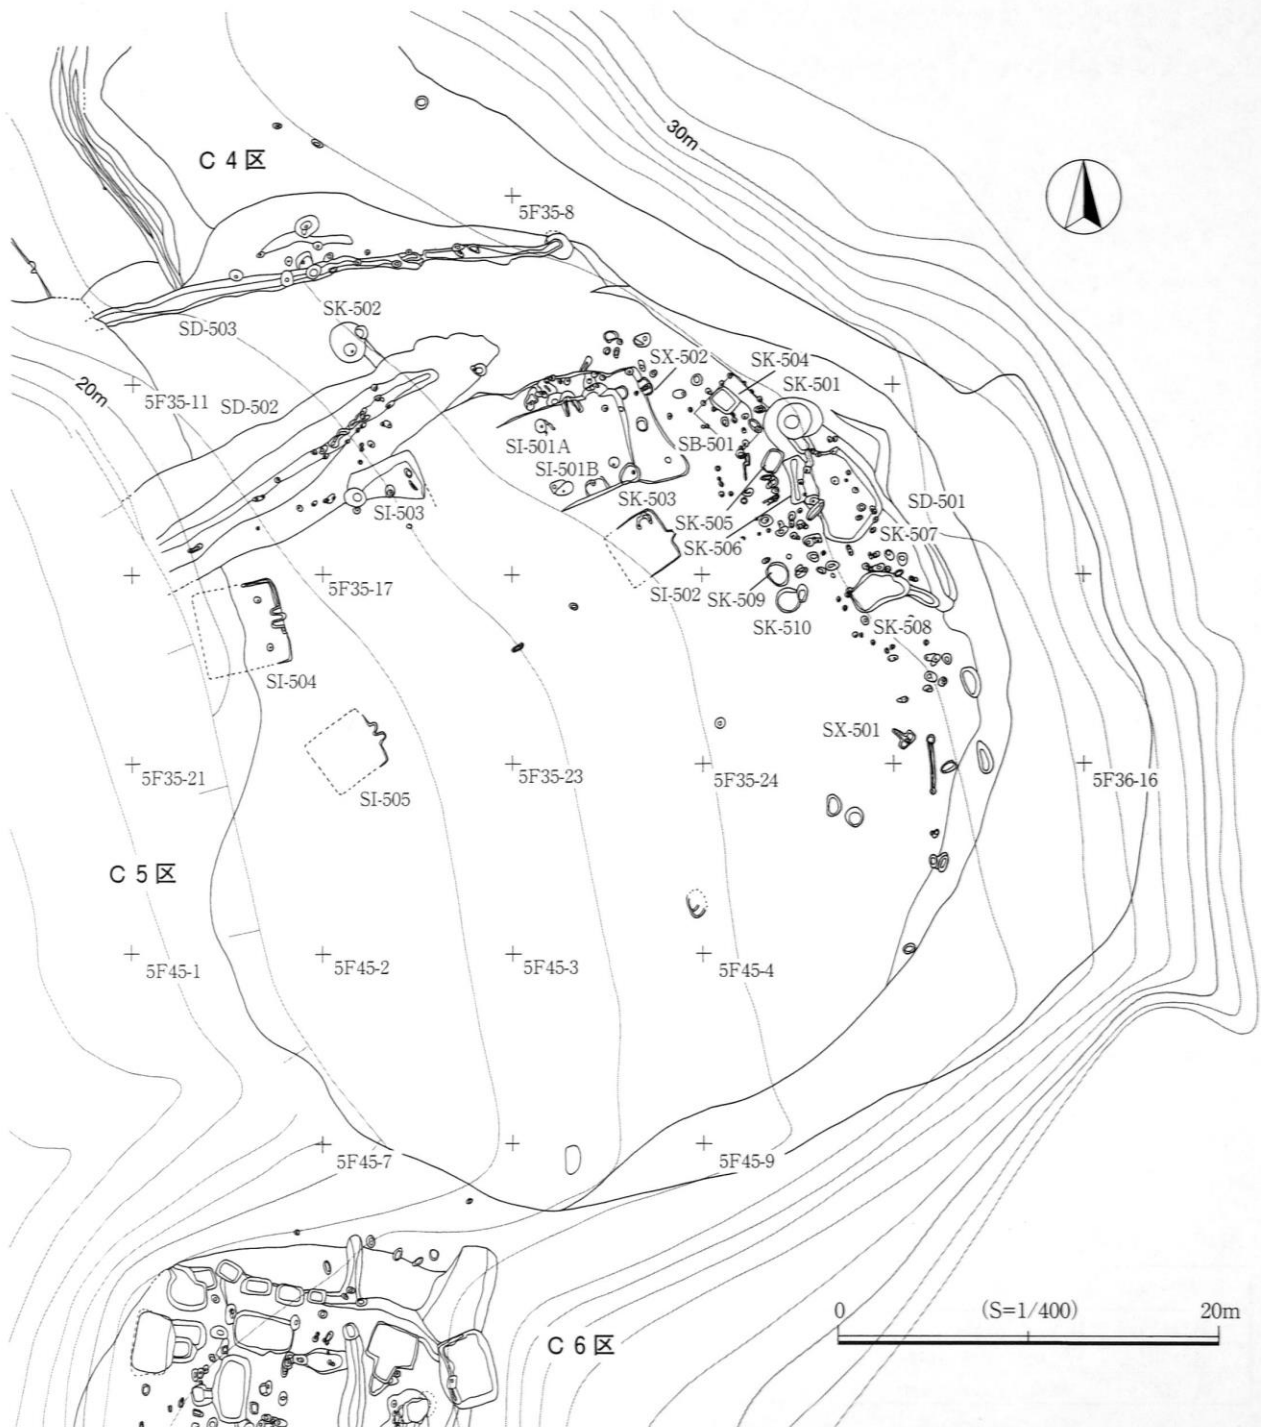 30m
C 4 区
5F35-8
SK-502
SD-503
SX-502
SK-504
SK-501
20m
5F35-11
SD-502
SI-501A
SB-501
SI-501B
SK-503
SD-501
SI-503
SK-505
SK-507
SK-506
5F35-17
SI-502
SK-509
SK-510
SK-508
SI-504
SX-501
5F35-21
5F35-23
5F35-24
5F36-16
SI-505
C 5 区
5F45-1
5F45-2
5F45-3
5F45-4
5F45-7
5F45-9
0
(S=1/400)
20m
C 6 区